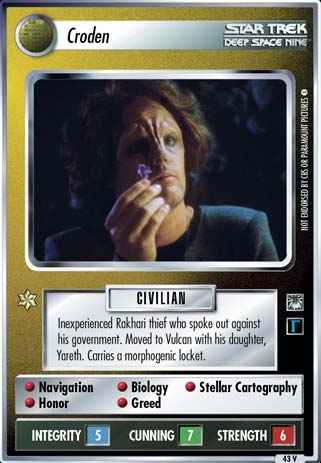 Croden
STAR TREK
DEEP SPACE NINE
NOT ENDORSED BY CBS OR PARAMOUNT PICTURES
CIVILIAN
Inexperienced Rakhari thief who spoke out against
his government. Moved to Vulcan with his daughter,
Yareth. Carries a morphogenic locket.
Navigation Biology Stellar Cartography
Honor Greed
INTEGRITY 5 CUNNING 7 STRENGTH 6
43 V